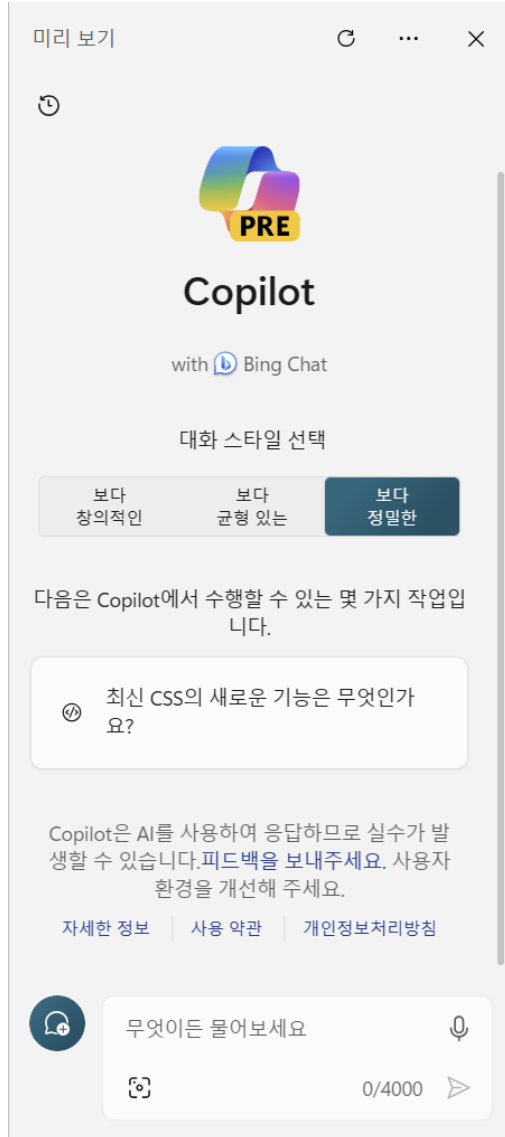 미리 보기
PRE
Copilot
with Bing Chat
대화 스타일 선택
보다
창의적인
보다
균형 있는
보다
정밀한
다음은 Copilot에서 수행할 수 있는 몇 가지 작업입
니다.
최신 CSS의 새로운 기능은 무엇인가
요?
Copilot은 AI를 사용하여 응답하므로 실수가 발
생할 수 있습니다.피드백을 보내주세요. 사용자
환경을 개선해 주세요.
자세한 정보 | 사용 약관 | 개인정보처리방침
무엇이든 물어보세요
0/4000